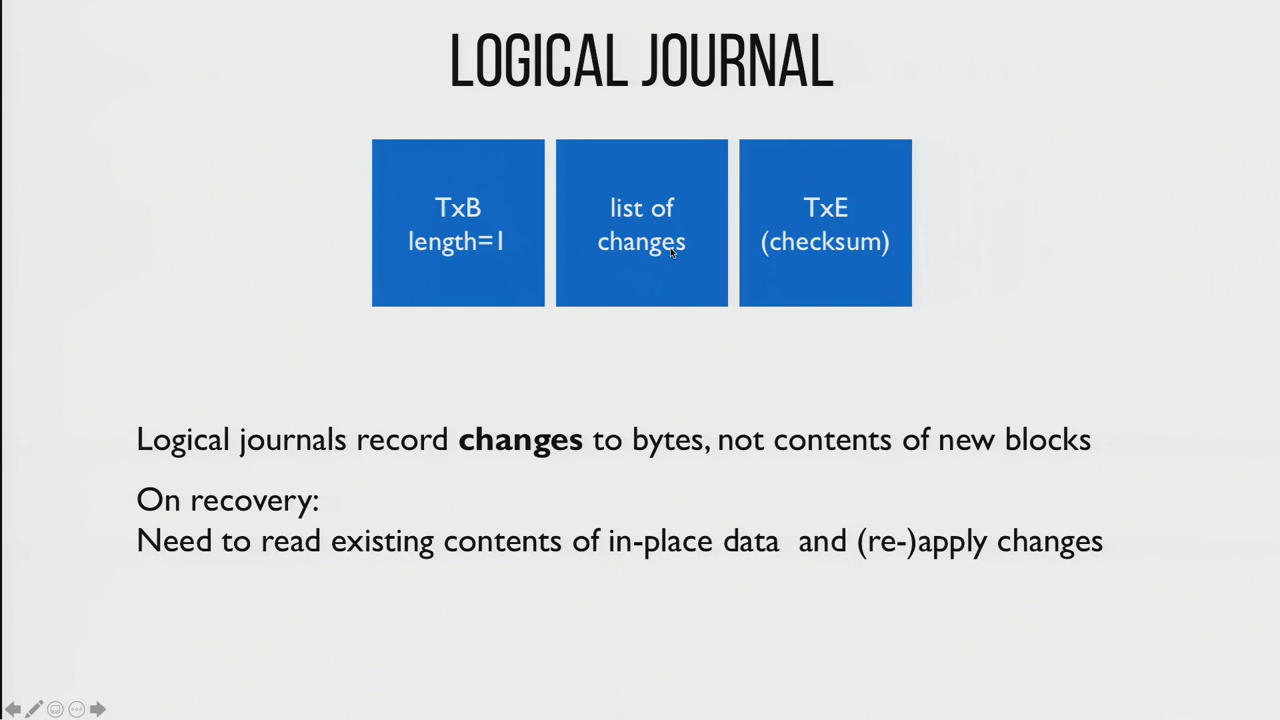 LOGICAL JOURNAL
TxB
length=1
list of
changes
TxE
(checksum)
Logical journals record changes to bytes, not contents of new blocks
On recovery:
Need to read existing contents of in-place data and (re-)apply changes